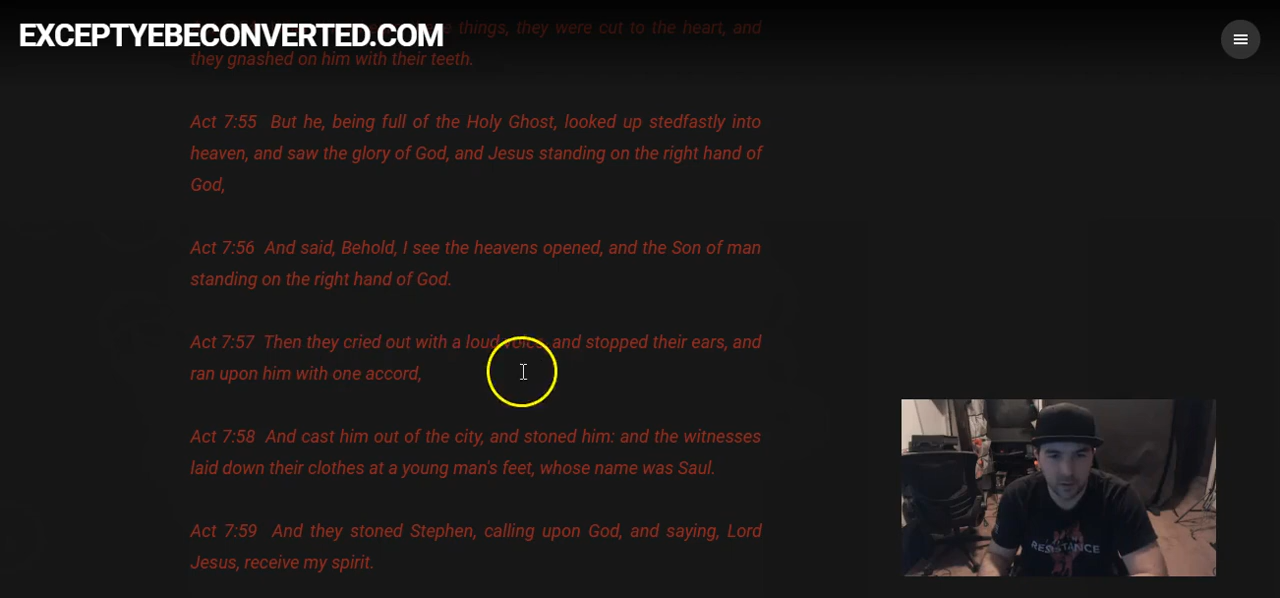 EXCEPTYEBECONVERTED.COM
things, they were cut to the heart, and
they gnashed on him with their teeth.
Act 7:55 But he, being full of the Holy Ghost, looked up stedfastly into
heaven, and saw the glory of God, and Jesus standing on the right hand of
God,
Act 7:56 And said, Behold, I see the heavens opened, and the Son of man
standing on the right hand of God.
Act 7:57 Then they cried out with a loud voice, and stopped their ears, and
ran upon him with one accord,
Act 7:58 And cast him out of the city, and stoned him: and the witnesses
laid down their clothes at a young man's feet, whose name was Saul.
Act 7:59 And they stoned Stephen, calling upon God, and saying, Lord
Jesus, receive my spirit.
RESISTANCE